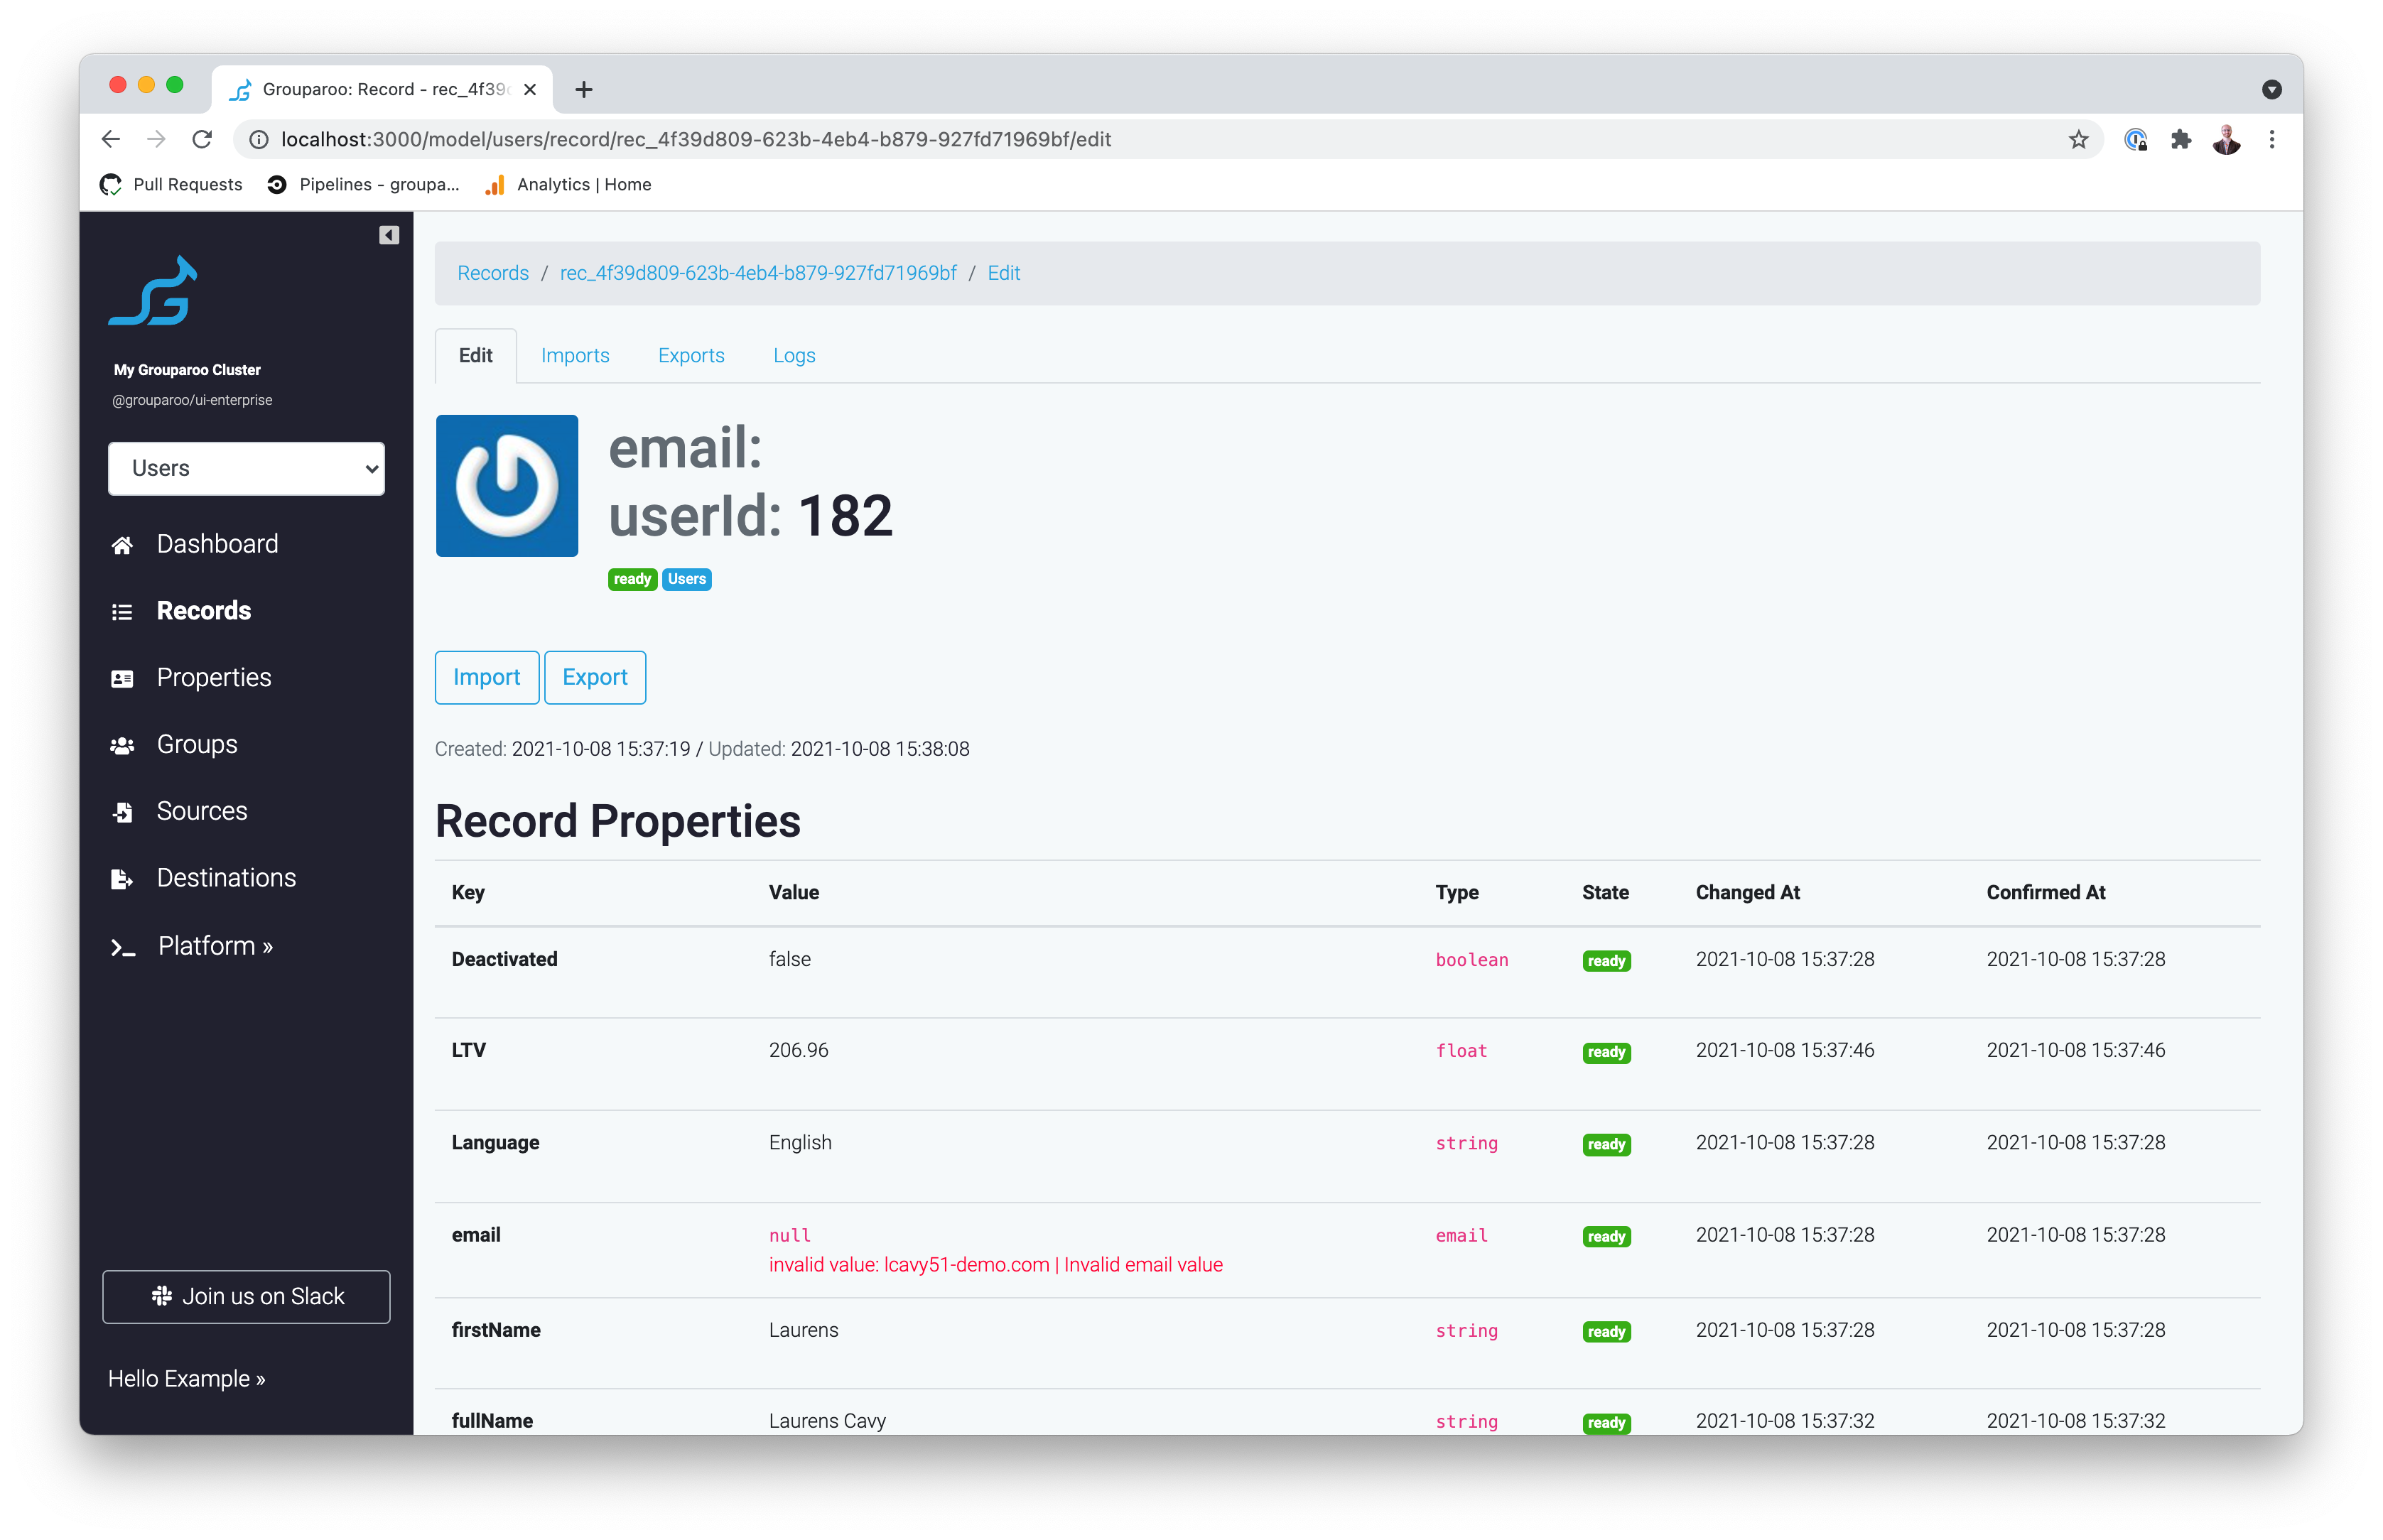 Grouparoo: Record - rec_4f39
localhost:3000/model/users/record/rec_4f39d809-623b-4eb4-b879-927fd71969bf/edit
Pull Requests Pipelines - groupa... Analytics | Home
My Grouparoo Cluster
@grouparoo/ui-enterprise
Users
Dashboard
Records
Properties
Groups
Sources
Destinations
Platform »
Join us on Slack
Hello Example »
Records / rec_4f39d809-623b-4eb4-b879-927fd71969bf / Edit
Edit Imports Exports Logs
email:
userId: 182
ready Users
Import Export
Created: 2021-10-08 15:37:19 / Updated: 2021-10-08 15:38:08
Record Properties
Key Value Type State Changed At Confirmed At
Deactivated false boolean ready 2021-10-08 15:37:28 2021-10-08 15:37:28
LTV 206.96 float ready 2021-10-08 15:37:46 2021-10-08 15:37:46
Language English string ready 2021-10-08 15:37:28 2021-10-08 15:37:28
email null email ready 2021-10-08 15:37:28 2021-10-08 15:37:28
invalid value: lcavy51-demo.com | Invalid email value
firstName Laurens string ready 2021-10-08 15:37:28 2021-10-08 15:37:28
fullName Laurens Cavy string ready 2021-10-08 15:37:32 2021-10-08 15:37:32